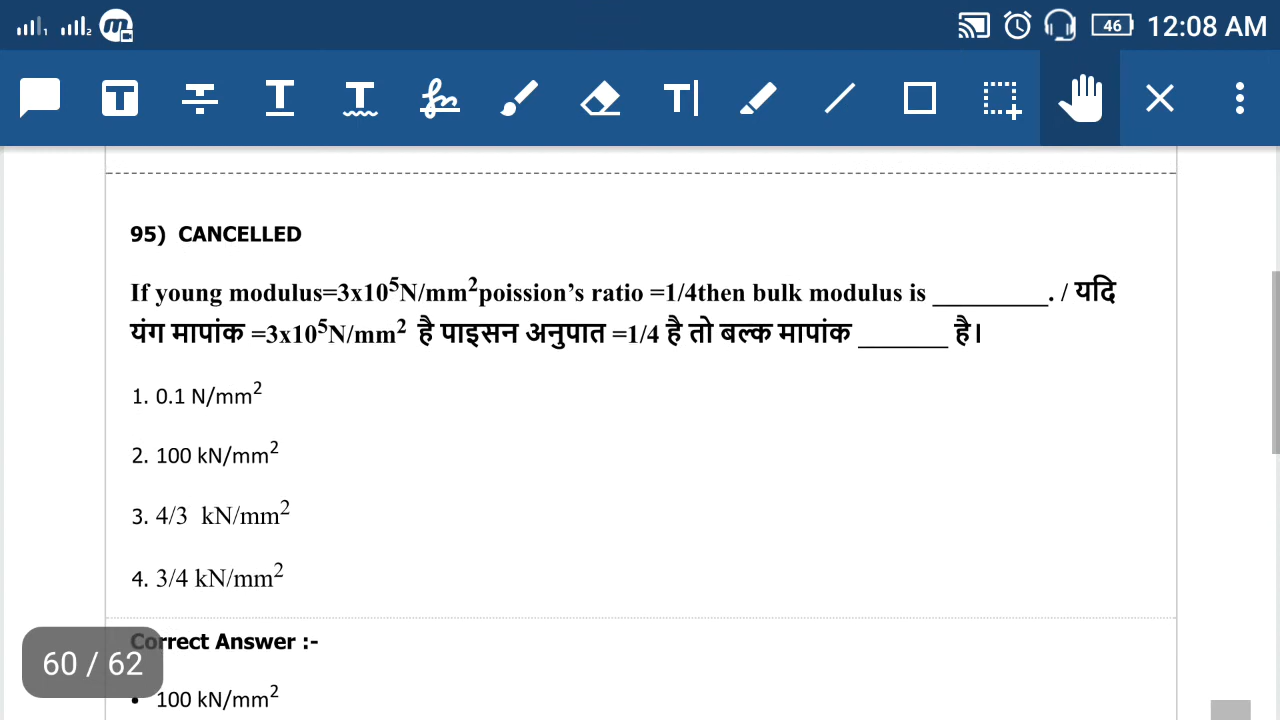 46 12:08 AM
95) CANCELLED
If young modulus=3x10⁵N/mm²poission’s ratio =1/4then bulk modulus is _________. / यदि
यंग मापांक =3x10⁵N/mm² है पाइसन अनुपात =1/4 है तो बल्क मापांक _______ है।
1. 0.1 N/mm²
2. 100 kN/mm²
3. 4/3 kN/mm²
4. 3/4 kN/mm²
Correct Answer :-
60 / 62
• 100 kN/mm²